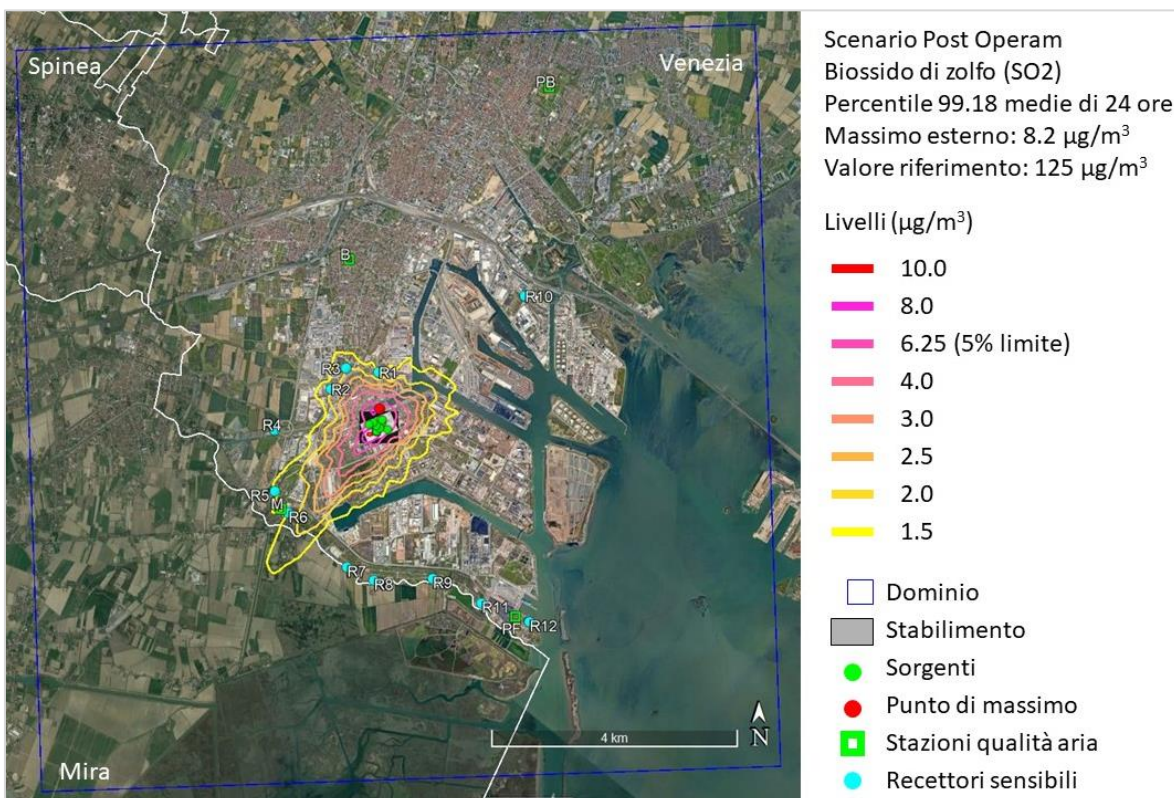 Spinea
Venezia
PB
B
R10
R3
R1
R2
R4
R5
M
R6
R7
R8
R9
R11
PF
R12
4 km
N
Mira
Scenario Post Operam
Biossido di zolfo (SO2)
Percentile 99.18 medie di 24 ore
Massimo esterno: 8.2 µg/m³
Valore riferimento: 125 µg/m³
Livelli (µg/m³)
10.0
8.0
6.25 (5% limite)
4.0
3.0
2.5
2.0
1.5
Dominio
Stabilimento
Sorgenti
Punto di massimo
Stazioni qualità aria
Recettori sensibili